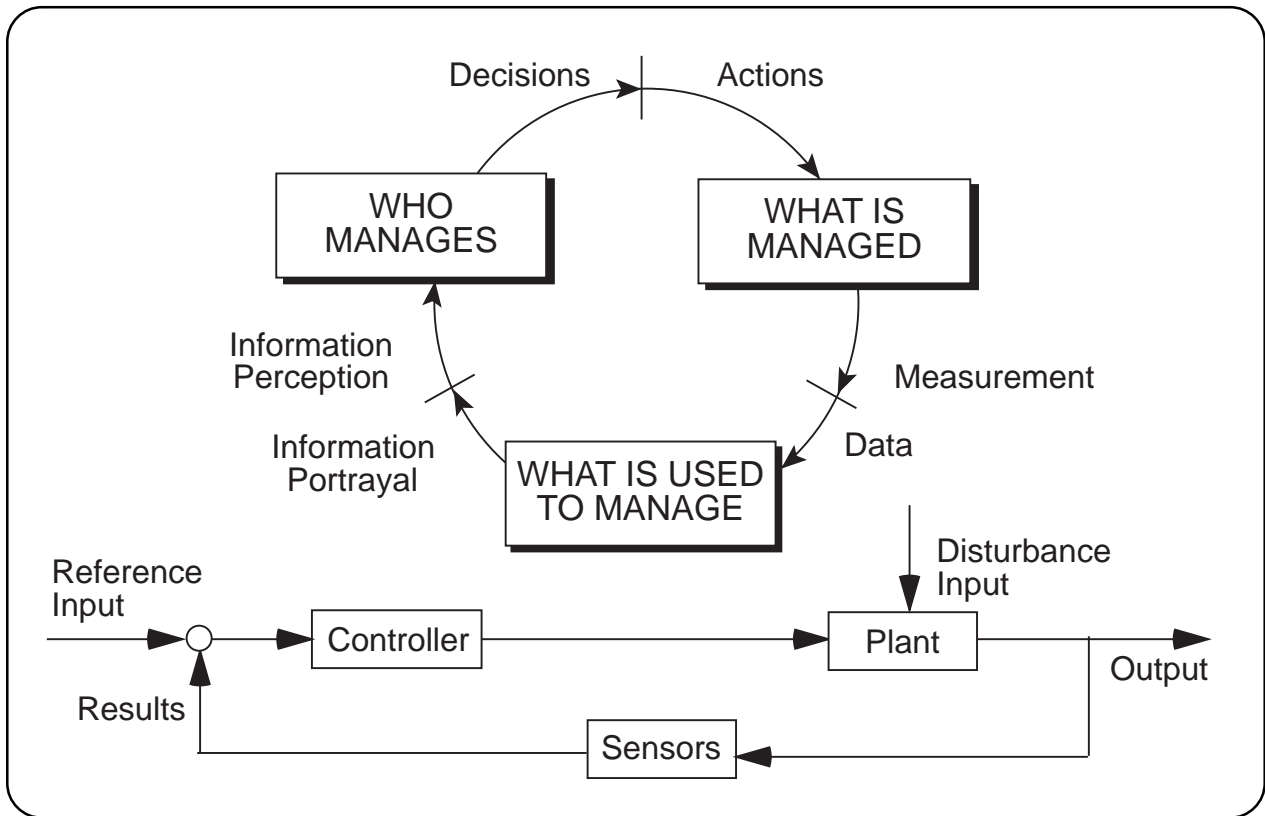 Decisions
Actions
WHO
MANAGES
WHAT IS
MANAGED
Information
Perception
Measurement
Information
Portrayal
Data
WHAT IS USED
TO MANAGE
Disturbance
Input
Reference
Input
Controller
Plant
Output
Results
Sensors